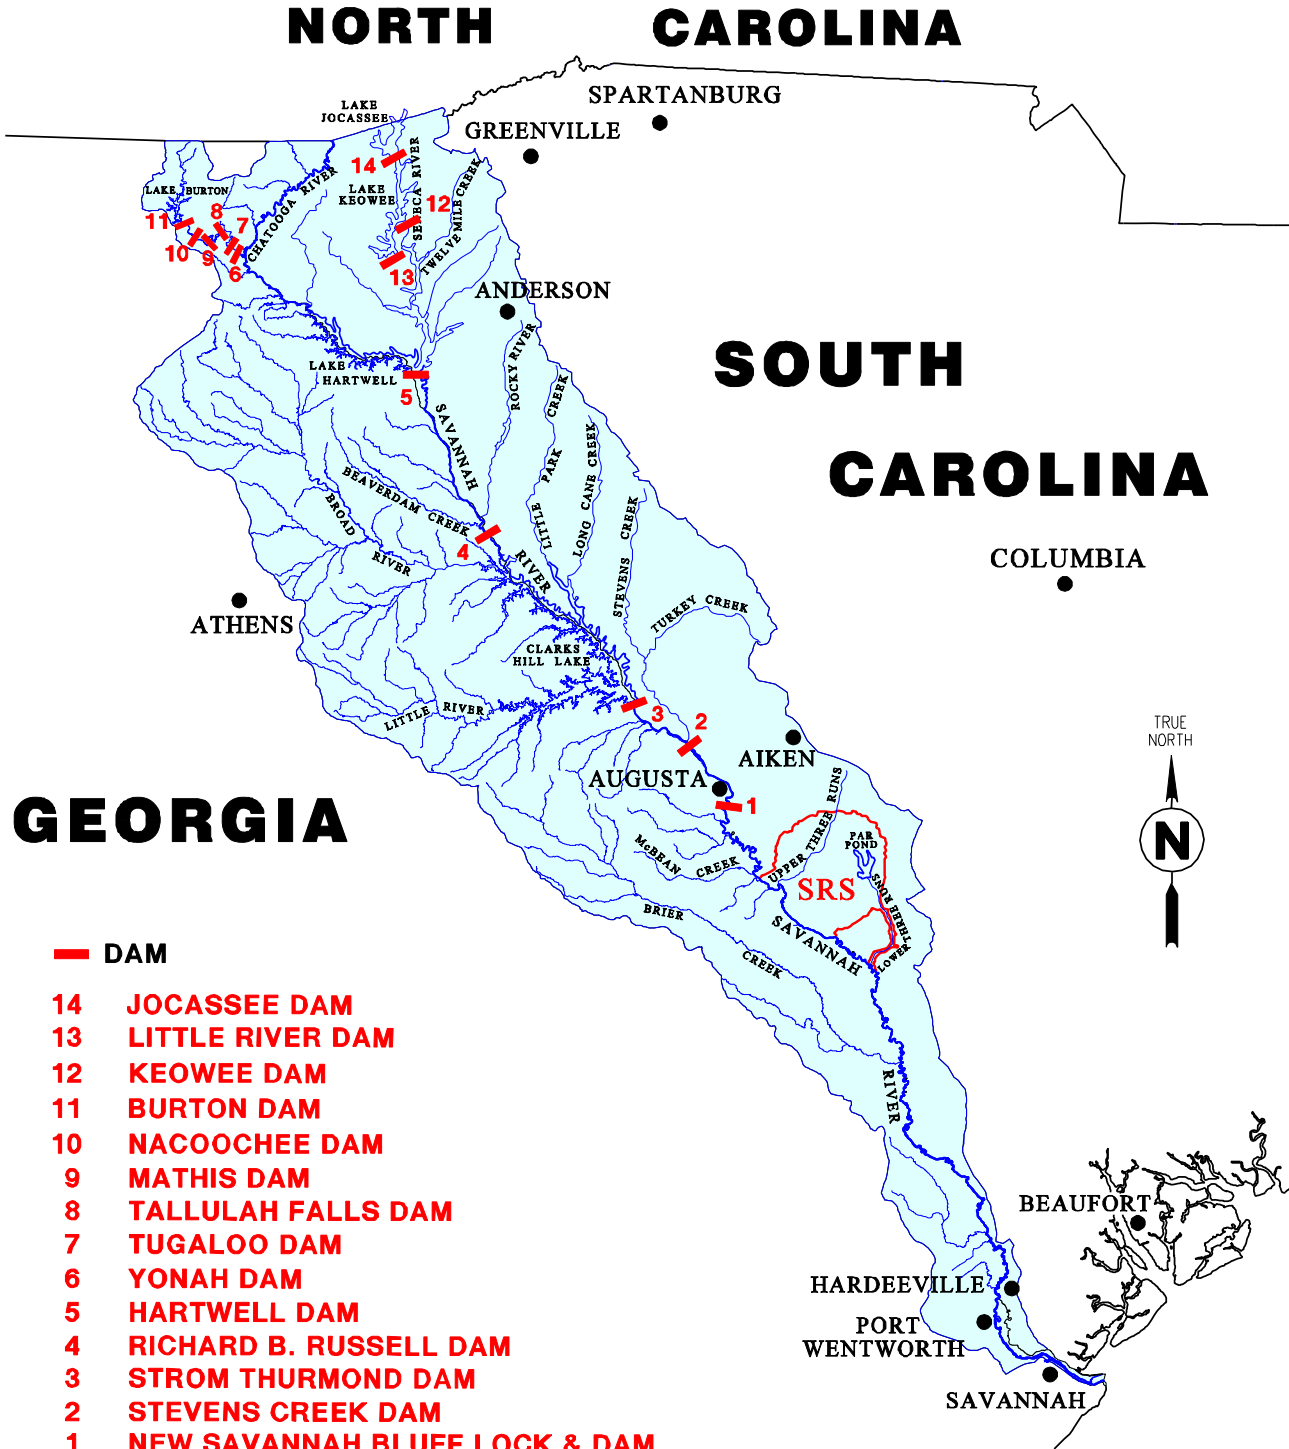 NORTH CAROLINA
SPARTANBURG
LAKE
JOCASSEE
GREENVILLE
14
SENECA RIVER
TWELVE MILE CREEK
LAKE
KEOWEE
12
13
LAKE BURTON
CHATOOGA RIVER
11
10
9
8
7
6
ANDERSON
SOUTH
CAROLINA
LAKE
HARTWELL
5
ROCKY RIVER
LITTLE PARK CREEK
LONG CANE CREEK
STEVENS CREEK
SAVANNAH RIVER
BEAVERDAM CREEK
BROAD RIVER
4
COLUMBIA
ATHENS
TURKEY CREEK
CLARKS
HILL LAKE
LITTLE RIVER
3
2
AIKEN
AUGUSTA
1
TRUE
NORTH
N
GEORGIA
UPPER THREE RUNS
PAR
POND
McBEAN CREEK
SRS
LOWER THREE RUNS
BRIER CREEK
SAVANNAH RIVER
BEAUFORT
HARDEEVILLE
PORT
WENTWORTH
SAVANNAH
DAM
14 JOCASSEE DAM
13 LITTLE RIVER DAM
12 KEOWEE DAM
11 BURTON DAM
10 NACOOCHEE DAM
9 MATHIS DAM
8 TALLULAH FALLS DAM
7 TUGALOO DAM
6 YONAH DAM
5 HARTWELL DAM
4 RICHARD B. RUSSELL DAM
3 STROM THURMOND DAM
2 STEVENS CREEK DAM
1 NEW SAVANNAH BLUFF LOCK & DAM